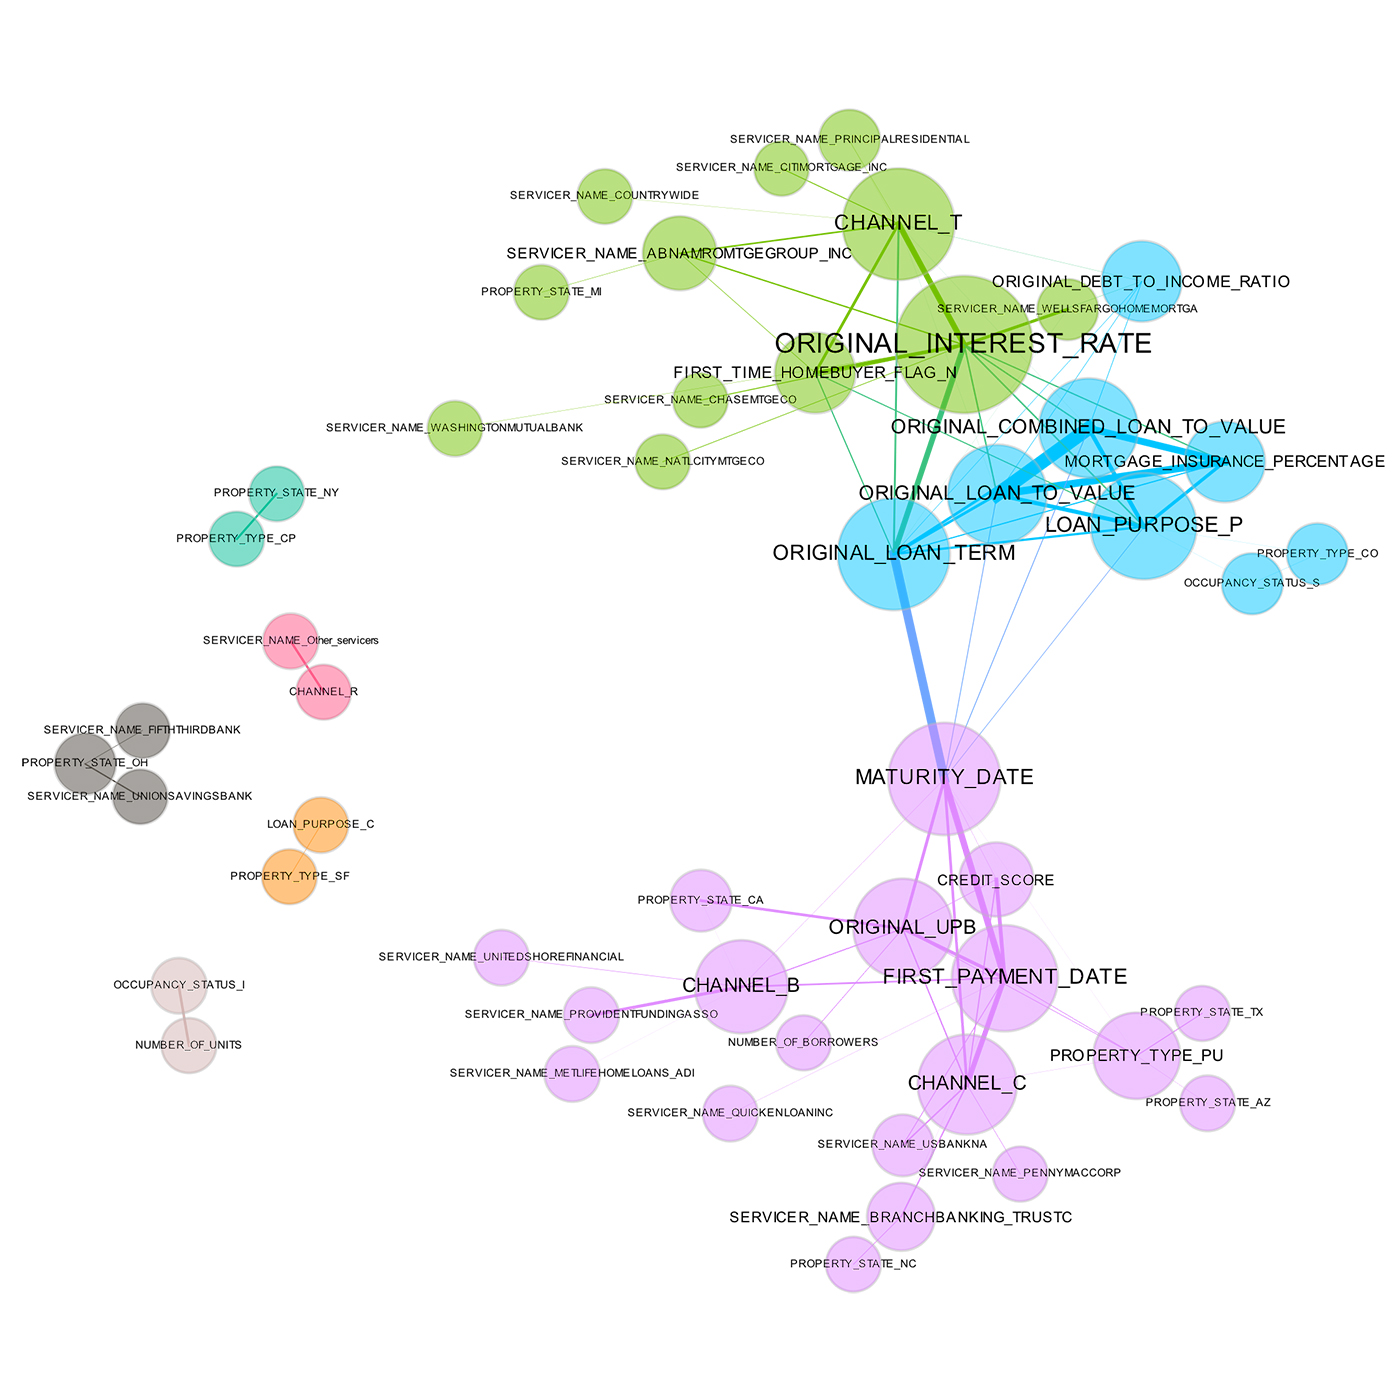 SERVICER_NAME_PRINCIPALRESIDENTIAL
SERVICER_NAME_CITIMORTGAGE_INC
SERVICER_NAME_COUNTRYWIDE
CHANNEL_T
SERVICER_NAME_ABNAMROMTGEGROUP_INC
ORIGINAL_DEBT_TO_INCOME_RATIO
PROPERTY_STATE_MI
SERVICER_NAME_WELLSFARGOHOMEMORTGA
ORIGINAL_INTEREST_RATE
FIRST_TIME_HOMEBUYER_FLAG_N
SERVICER_NAME_CHASEMTGECO
SERVICER_NAME_WASHINGTONMUTUALBANK
ORIGINAL_COMBINED_LOAN_TO_VALUE
SERVICER_NAME_NATLCITYMTGECO
MORTGAGE_INSURANCE_PERCENTAGE
PROPERTY_STATE_NY
ORIGINAL_LOAN_TO_VALUE
LOAN_PURPOSE_P
PROPERTY_TYPE_CP
ORIGINAL_LOAN_TERM
PROPERTY_TYPE_CO
OCCUPANCY_STATUS_S
SERVICER_NAME_Other_servicers
CHANNEL_R
SERVICER_NAME_FIFTHTHIRDBANK
PROPERTY_STATE_OH
MATURITY_DATE
SERVICER_NAME_UNIONSAVINGSBANK
LOAN_PURPOSE_C
PROPERTY_TYPE_SF
CREDIT_SCORE
PROPERTY_STATE_CA
ORIGINAL_UPB
SERVICER_NAME_UNITEDSHOREFINANCIAL
FIRST_PAYMENT_DATE
OCCUPANCY_STATUS_I
CHANNEL_B
SERVICER_NAME_PROVIDENTFUNDINGASSO
PROPERTY_STATE_TX
NUMBER_OF_UNITS
NUMBER_OF_BORROWERS
PROPERTY_TYPE_PU
SERVICER_NAME_METLIFEHOMELOANS_ADI
CHANNEL_C
PROPERTY_STATE_AZ
SERVICER_NAME_QUICKENLOANINC
SERVICER_NAME_USBANKNA
SERVICER_NAME_PENNYMACCORP
SERVICER_NAME_BRANCHBANKING_TRUSTC
PROPERTY_STATE_NC